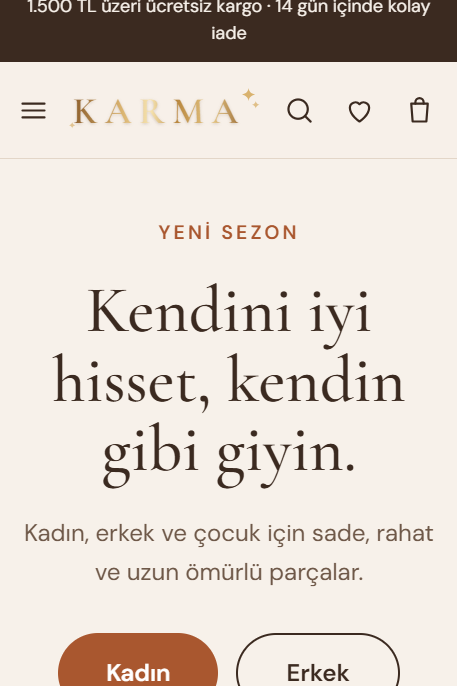 1.500 TL üzeri ücretsiz kargo · 14 gün içinde kolay
iade
KARMA
YENİ SEZON
Kendini iyi
hisset, kendin
gibi giyin.
Kadın, erkek ve çocuk için sade, rahat
ve uzun ömürlü parçalar.
Kadın
Erkek